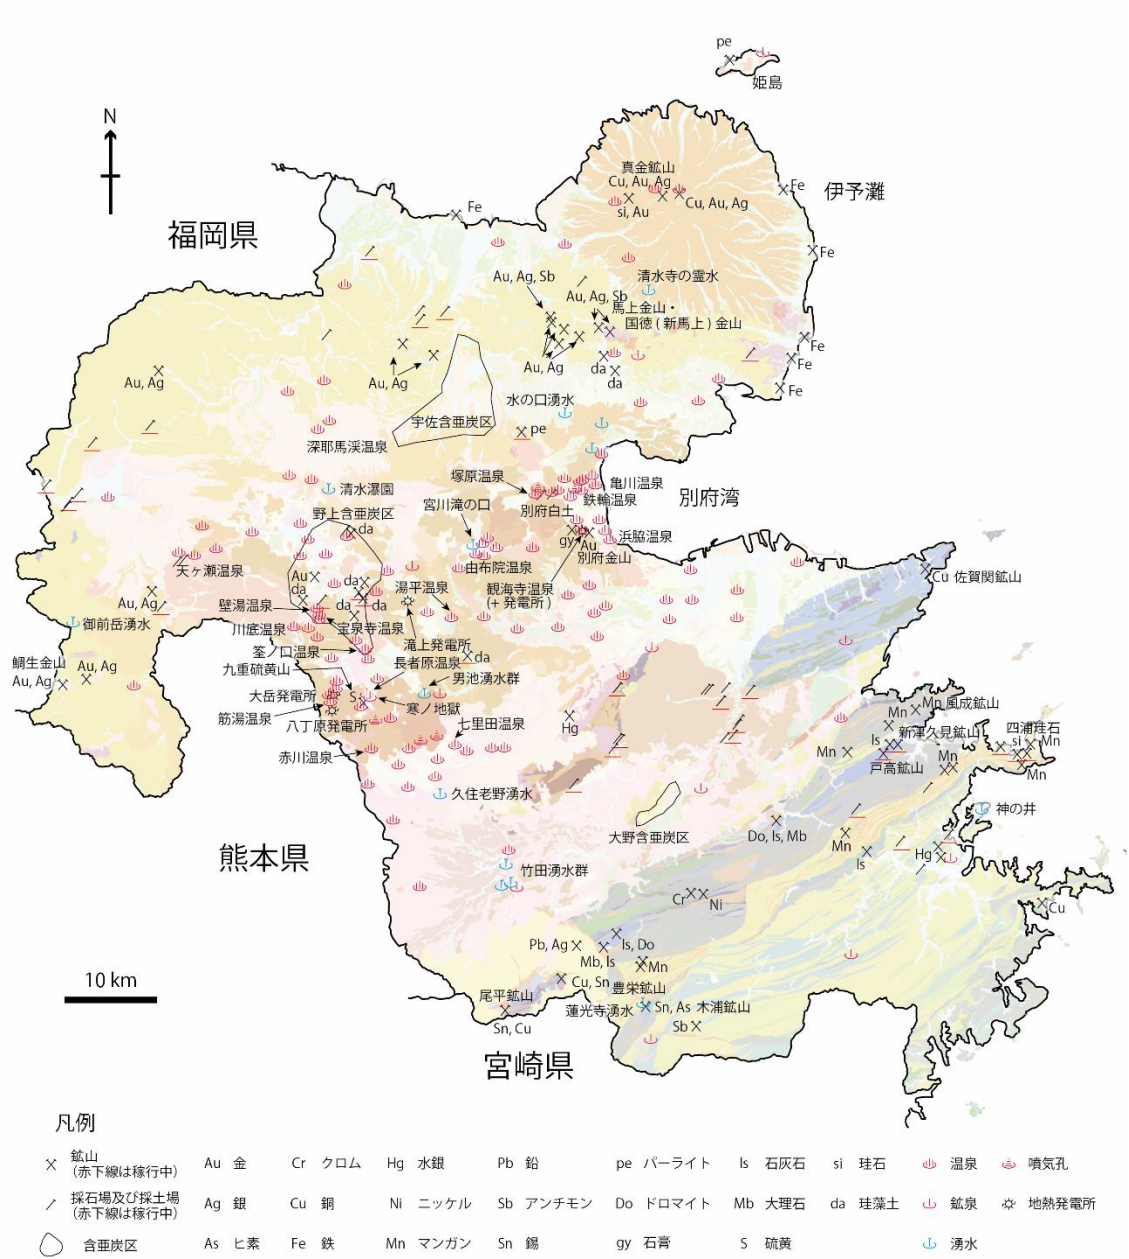 pe
姫島
N
真金鉱山
Cu, Au, Ag
Cu, Au, Ag
si, Au
Fe
伊予灘
Fe
福岡県
Fe
清水寺の霊水
Au, Ag, Sb
Au, Ag, Sb
馬上金山・
国徳 ( 新馬上 ) 金山
Fe
Fe
Fe
Au, Ag
Au, Ag
Au, Ag
da
da
水の口湧水
宇佐含亜炭区
pe
深耶馬渓温泉
塚原温泉
亀川温泉
清水瀑園
鉄輪温泉
別府湾
宮川滝の口
別府白土
野上含亜炭区
da
gy
Au
浜脇温泉
別府金山
天ヶ瀬温泉
由布院温泉
Au
da
da
da
da
湯平温泉
観海寺温泉
(+ 発電所 )
Cu 佐賀関鉱山
Au, Ag
壁湯温泉
御前岳湧水
川底温泉
宝泉寺温泉
滝上発電所
筌ノ口温泉
長者原温泉
da
鯛生金山
Au, Ag
Au, Ag
九重硫黄山
男池湧水群
大岳発電所
S
寒ノ地獄
筋湯温泉
八丁原発電所
七里田温泉
Hg
赤川温泉
Mn
Mn 風成鉱山
新津久見鉱山
Is
四浦珪石
si
Mn
Mn
戸高鉱山
Mn
Mn
久住老野湧水
神の井
大野含亜炭区
Do, Is, Mb
Mn
Is
Hg
熊本県
竹田湧水群
Cr
Ni
Cu
10 km
Pb, Ag
Is, Do
Mb, Is
Mn
Cu, Sn
豊栄鉱山
尾平鉱山
蓮光寺湧水
Sn, As 木浦鉱山
Sn, Cu
Sb
宮崎県
凡例
鉱山
(赤下線は稼行中)
Au 金
Cr クロム
Hg 水銀
Pb 鉛
pe パーライト
Is 石灰石
si 珪石
温泉
噴気孔
採石場及び採土場
(赤下線は稼行中)
Ag 銀
Cu 銅
Ni ニッケル
Sb アンチモン
Do ドロマイト
Mb 大理石
da 珪藻土
鉱泉
地熱発電所
含亜炭区
As ヒ素
Fe 鉄
Mn マンガン
Sn 錫
gy 石膏
S 硫黄
湧水